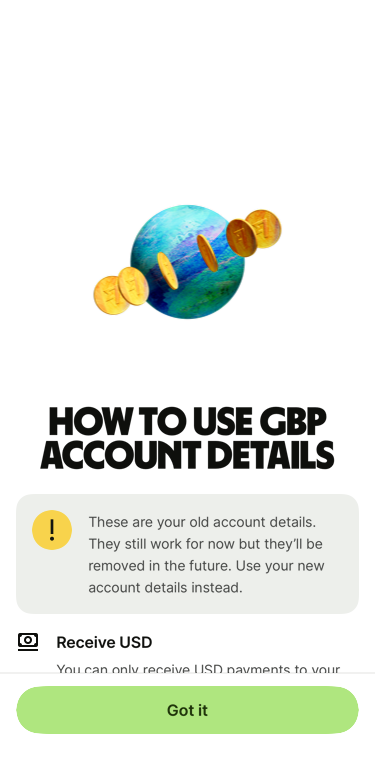 HOW TO USE GBP
ACCOUNT DETAILS
These are your old account details.
They still work for now but they'll be
removed in the future. Use your new
account details instead.
Receive USD
You can only receive USD payments to your
Got it